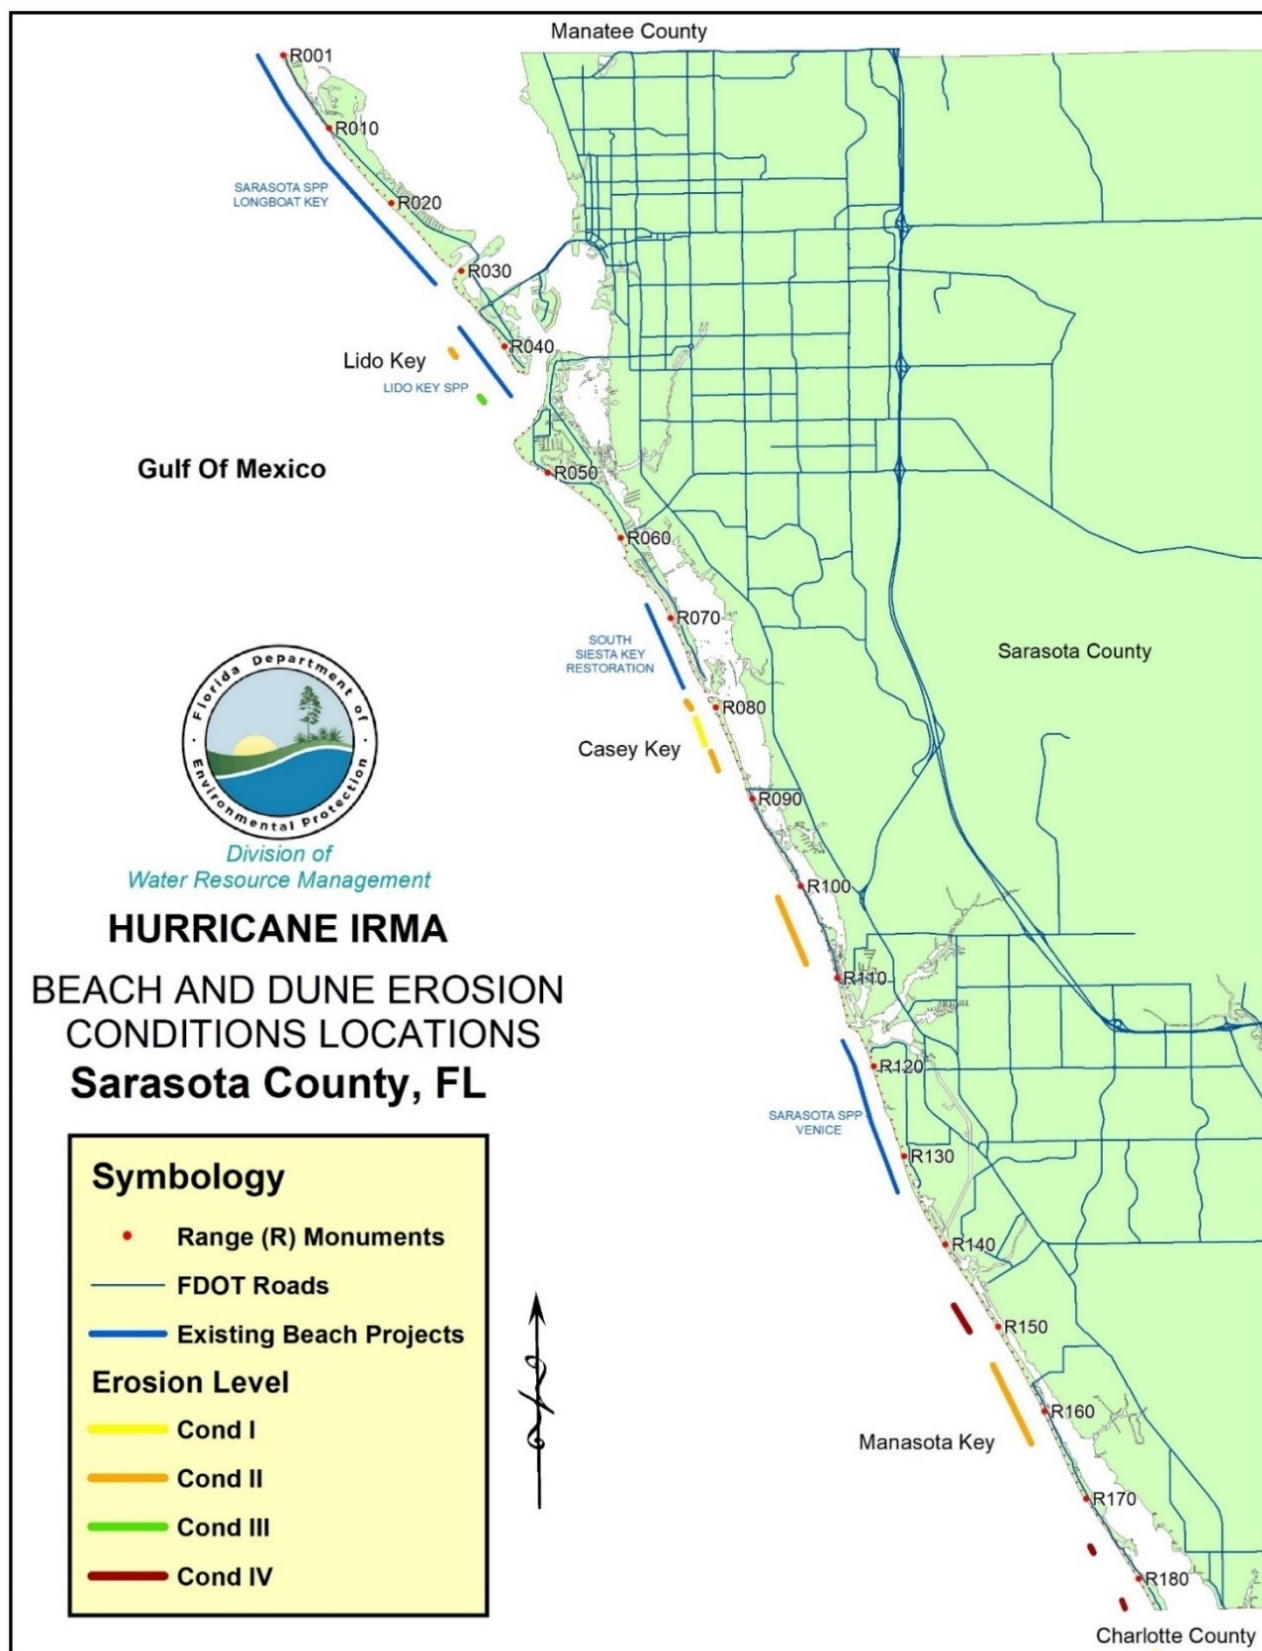 Manatee County
R001
R010
SARASOTA SPP
LONGBOAT KEY
R020
R030
R040
Lido Key
LIDO KEY SPP
Gulf Of Mexico
R050
R060
R070
SOUTH
SIESTA KEY
RESTORATION
Sarasota County
R080
Casey Key
R090
Florida Department of
Environmental Protection
Division of
Water Resource Management
R100
HURRICANE IRMA
R110
BEACH AND DUNE EROSION
CONDITIONS LOCATIONS
Sarasota County, FL
R120
SARASOTA SPP
VENICE
R130
Symbology
Range (R) Monuments
FDOT Roads
Existing Beach Projects
Erosion Level
Cond I
Cond II
Cond III
Cond IV
R140
R150
R160
Manasota Key
R170
R180
Charlotte County